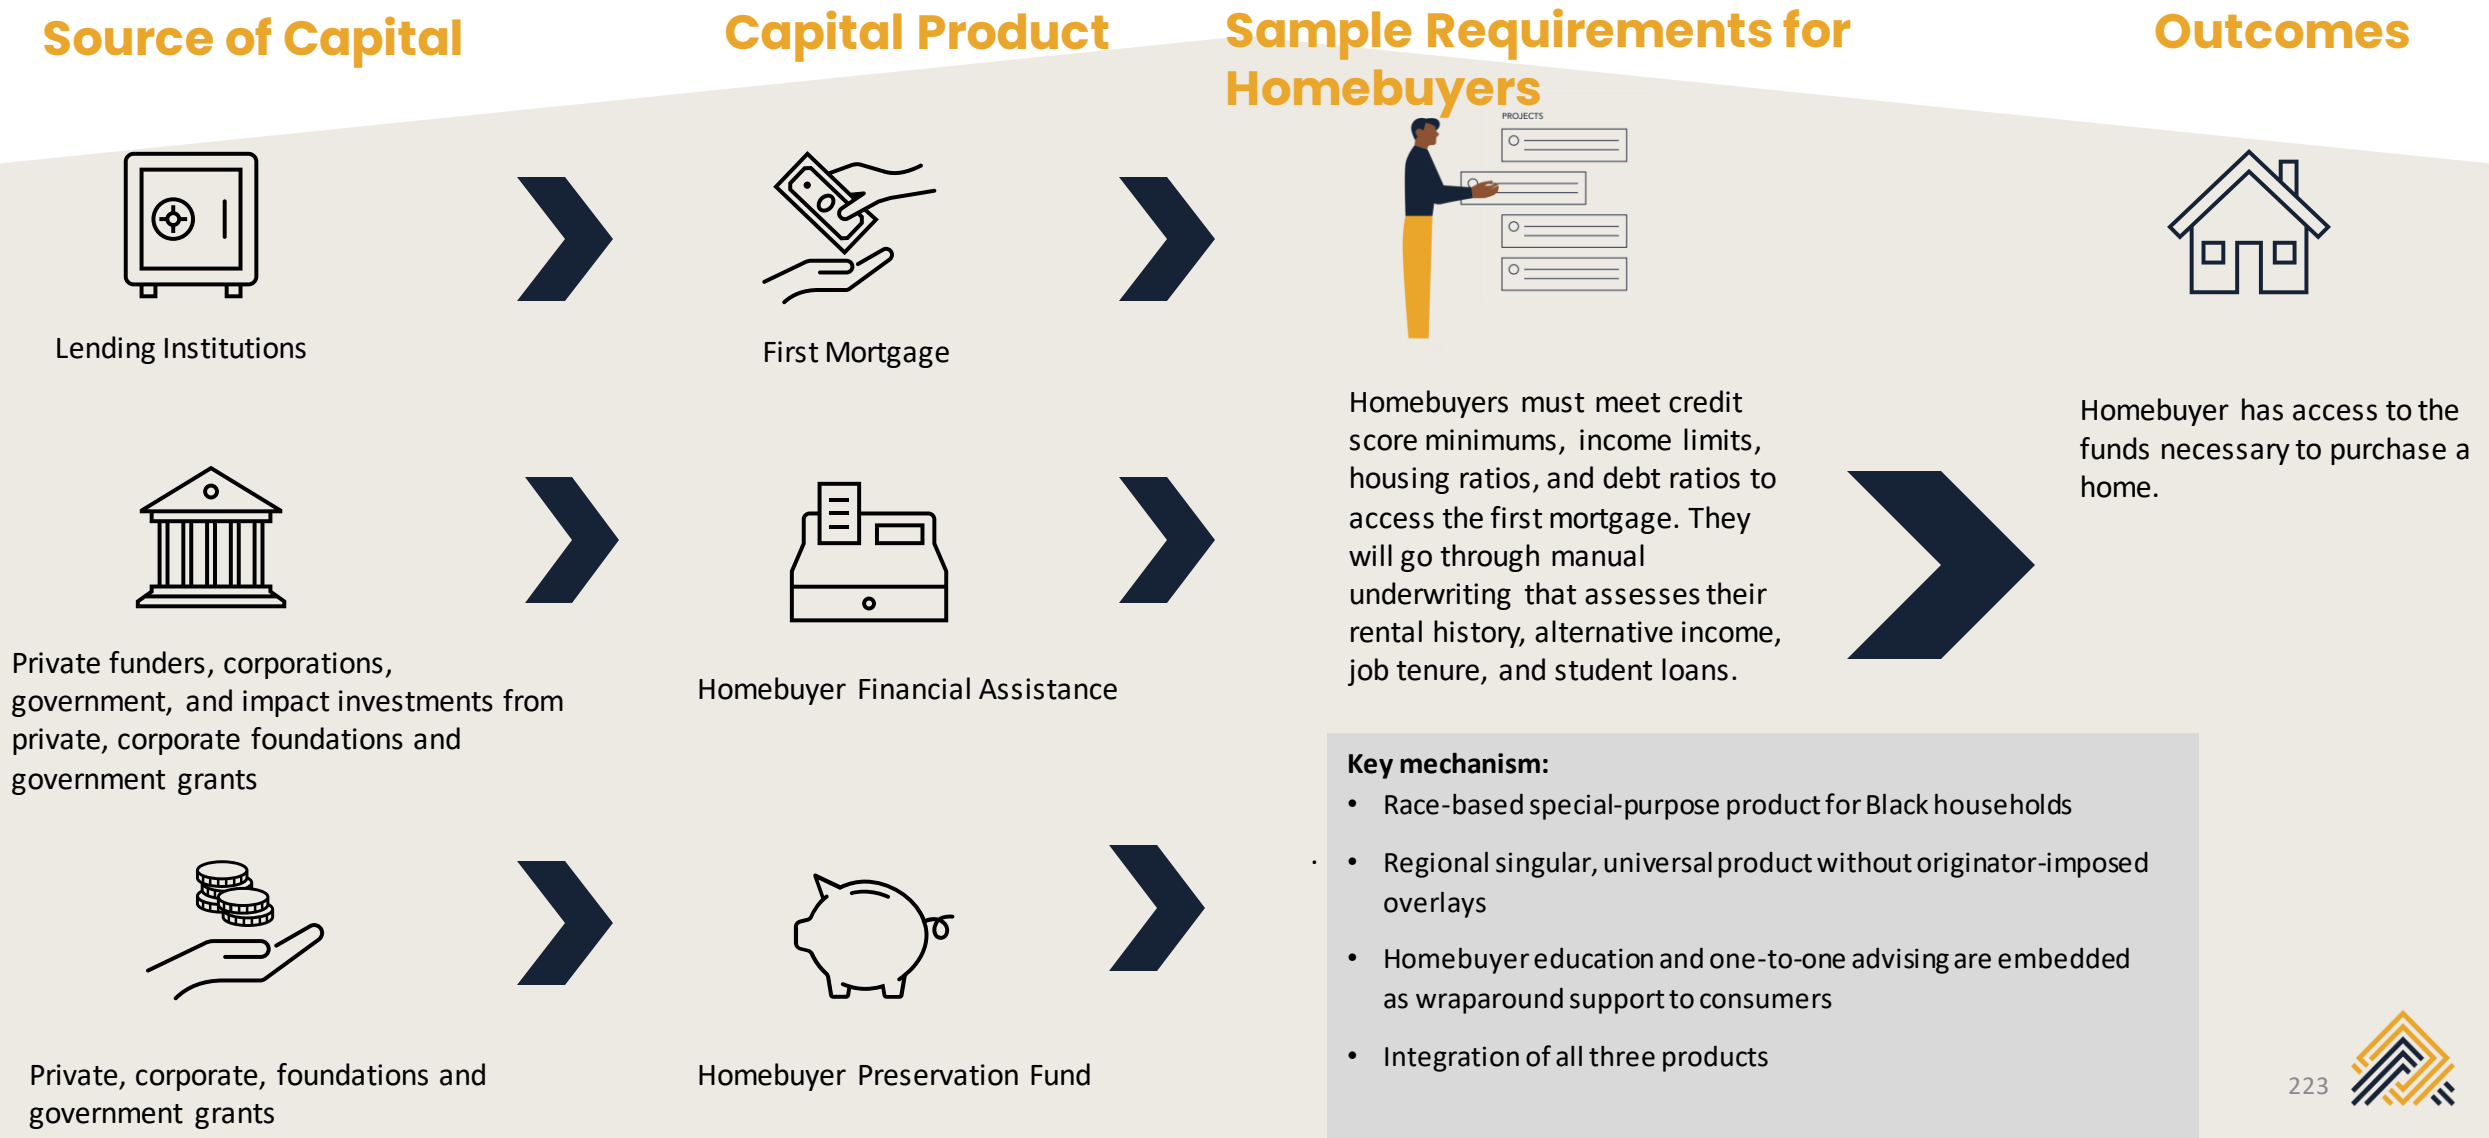 Source of Capital
Capital Product
Sample Requirements for
Homebuyers
Outcomes
PROJECTS
Lending Institutions
First Mortgage
Homebuyers must meet credit
score minimums, income limits,
housing ratios, and debt ratios to
access the first mortgage. They
will go through manual
underwriting that assesses their
rental history, alternative income,
job tenure, and student loans.
Homebuyer has access to the
funds necessary to purchase a
home.
Private funders, corporations,
government, and impact investments from
private, corporate foundations and
government grants
Homebuyer Financial Assistance
Key mechanism:
• Race-based special-purpose product for Black households
• Regional singular, universal product without originator-imposed
overlays
• Homebuyer education and one-to-one advising are embedded
as wraparound support to consumers
• Integration of all three products
Private, corporate, foundations and
government grants
Homebuyer Preservation Fund
223